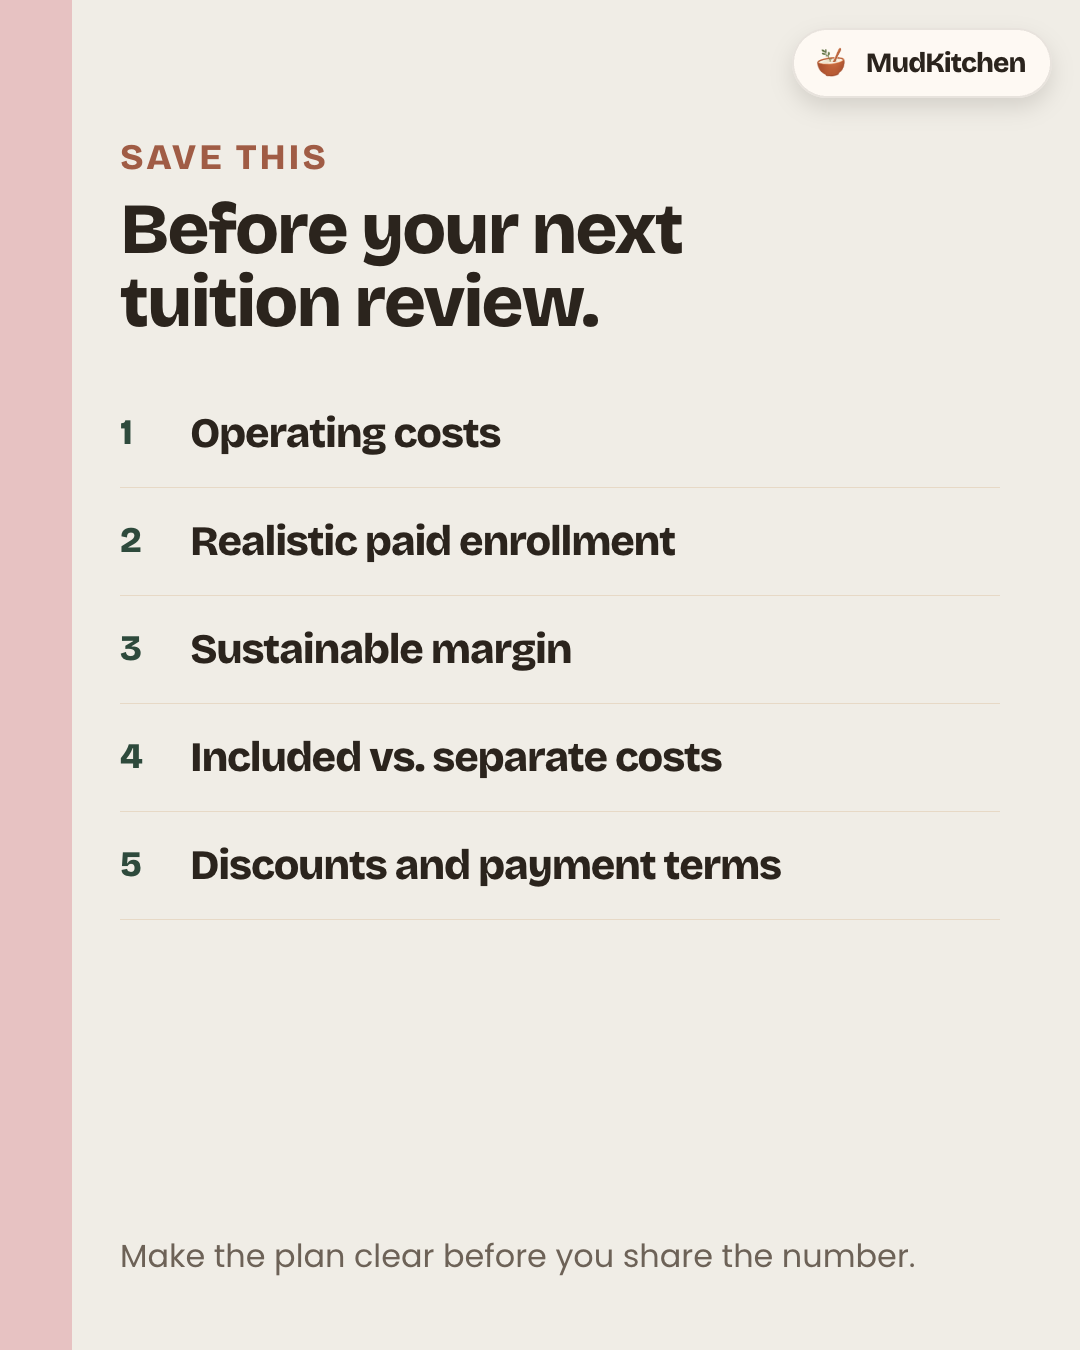 MudKitchen
SAVE THIS
Before your next
tuition review.
1 Operating costs
2 Realistic paid enrollment
3 Sustainable margin
4 Included vs. separate costs
5 Discounts and payment terms
Make the plan clear before you share the number.